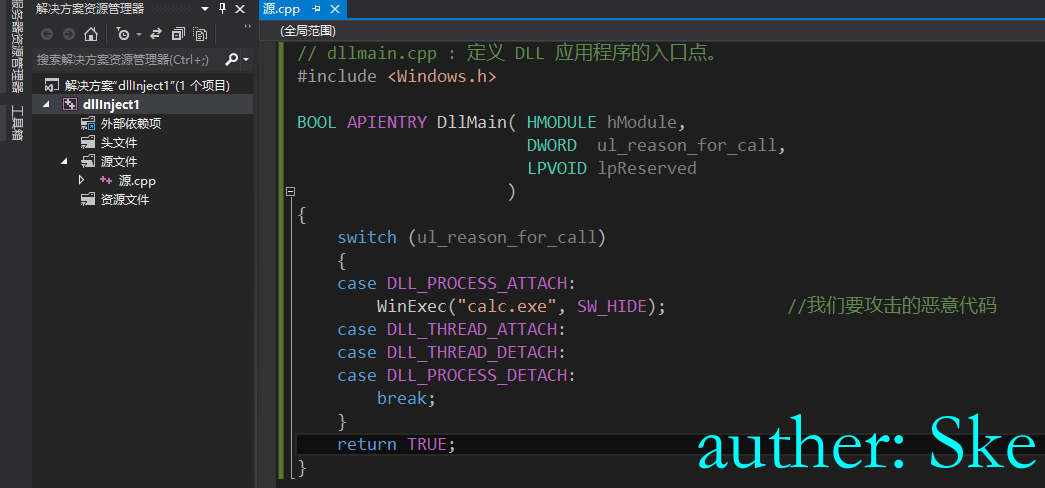 服务器资源管理器
工具箱
解决方案资源管理器
搜索解决方案资源管理器(Ctrl+;)
解决方案"dllInject1"(1 个项目)
dllInject1
外部依赖项
头文件
源文件
源.cpp
资源文件
源.cpp
(全局范围)
// dllmain.cpp : 定义 DLL 应用程序的入口点。
#include <Windows.h>
BOOL APIENTRY DllMain( HMODULE hModule,
DWORD  ul_reason_for_call,
LPVOID lpReserved
)
{
switch (ul_reason_for_call)
{
case DLL_PROCESS_ATTACH:
WinExec("calc.exe", SW_HIDE); //我们要攻击的恶意代码
case DLL_THREAD_ATTACH:
case DLL_THREAD_DETACH:
case DLL_PROCESS_DETACH:
break;
}
return TRUE;
}
auther: Ske